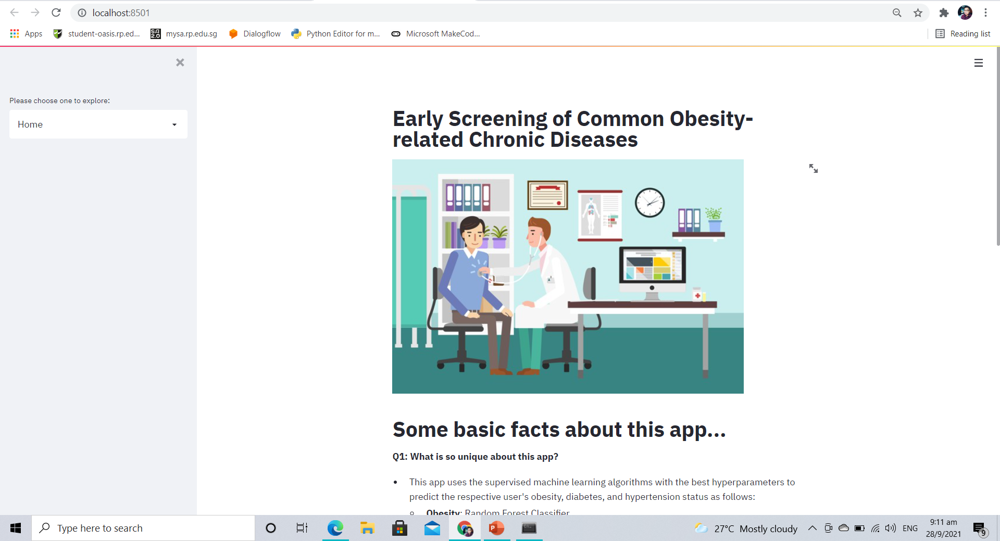 localhost:8501
Apps
student-oasis.rp.ed...
mysa.rp.edu.sg
Dialogflow
Python Editor for m...
Microsoft MakeCod...
Reading list
Please choose one to explore:
Home
Early Screening of Common Obesity-
related Chronic Diseases
Some basic facts about this app...
Q1: What is so unique about this app?
This app uses the supervised machine learning algorithms with the best hyperparameters to
predict the respective user's obesity, diabetes, and hypertension status as follows:
Obesity: Random Forest Classifier
Type here to search
27°C Mostly cloudy
ENG
9:11 am
28/9/2021
9